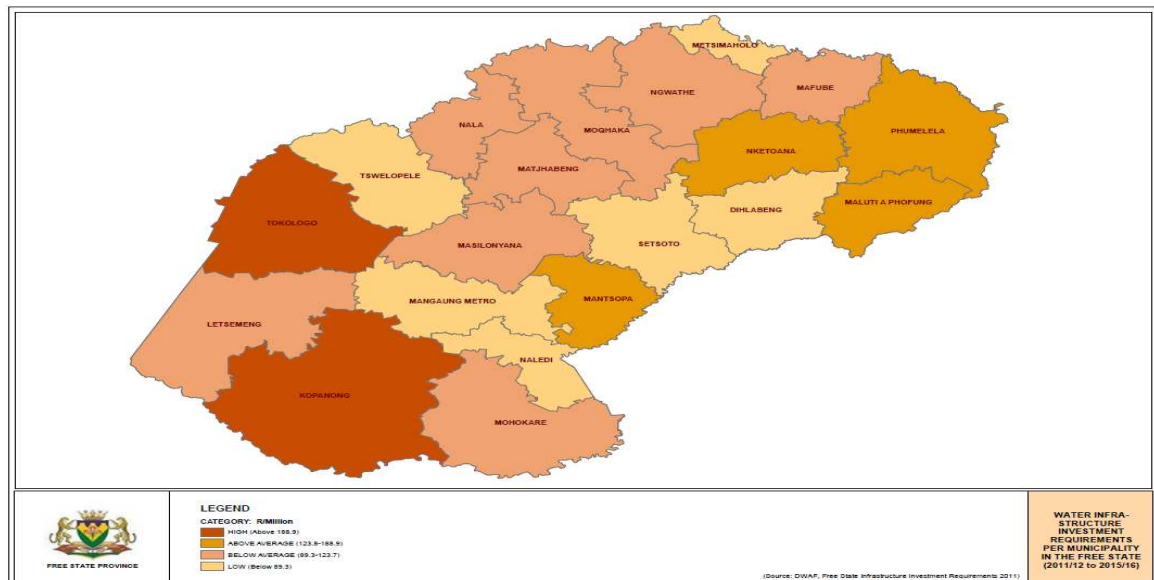 METSIMAHOLO
NGWATHE
MAFUBE
NALA
MOQHAKA
PHUMELELA
NKETOANA
MATJHABENG
TSWELOPELE
MALUTI A PHOFUNG
DIHLABENG
TOKOLOGO
SETSOTO
MASILONYANA
MANGAUNG METRO
MANTSOPA
LETSEMENG
NALEDI
KOPANONG
MOHOKARE
FREE STATE PROVINCE
LEGEND
CATEGORY: R/Million
HIGH (Above 188.9)
ABOVE AVERAGE (123.8-188.9)
BELOW AVERAGE (89.3-123.7)
LOW (Below 89.3)
(Source: DWAF, Free State Infrastructure Investment Requirements 2011)
WATER INFRA-
STRUCTURE
INVESTMENT
REQUIREMENTS
PER MUNICIPALITY
IN THE FREE STATE
(2011/12 to 2015/16)